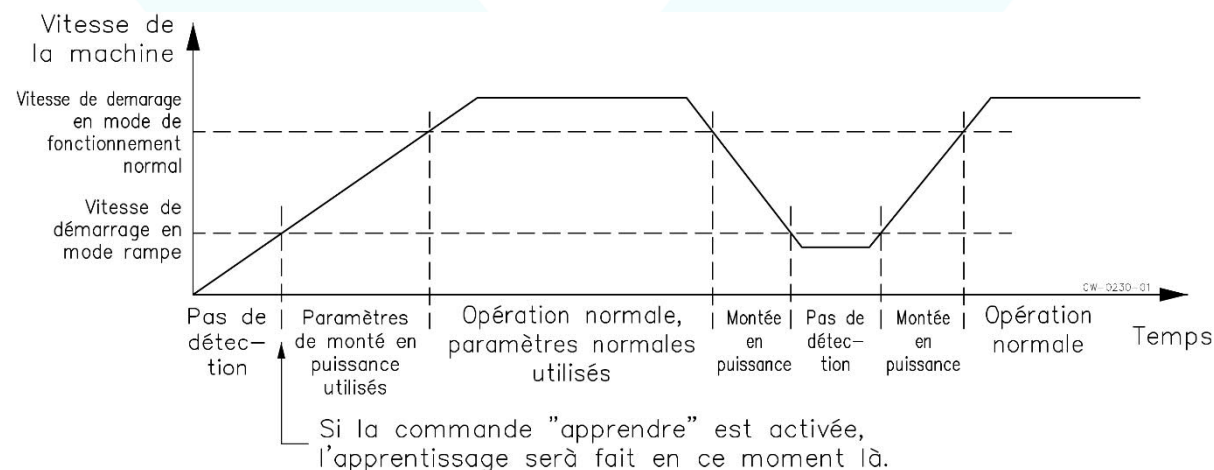 Vitesse de
la machine
Vitesse de demarage
en mode de
fonctionnement
normal
Vitesse de
démarrage en
mode rampe
CW-0230-01
Pas de
détec-
tion
Paramètres
de monté en
puissance
utilisés
Opération normale,
paramètres normales
utilisés
Montée
en
puissance
Pas de
détec-
tion
Montée
en
puissance
Opération
normale
Temps
Si la commande "apprendre" est activée,
l'apprentissage serà fait en ce moment là.